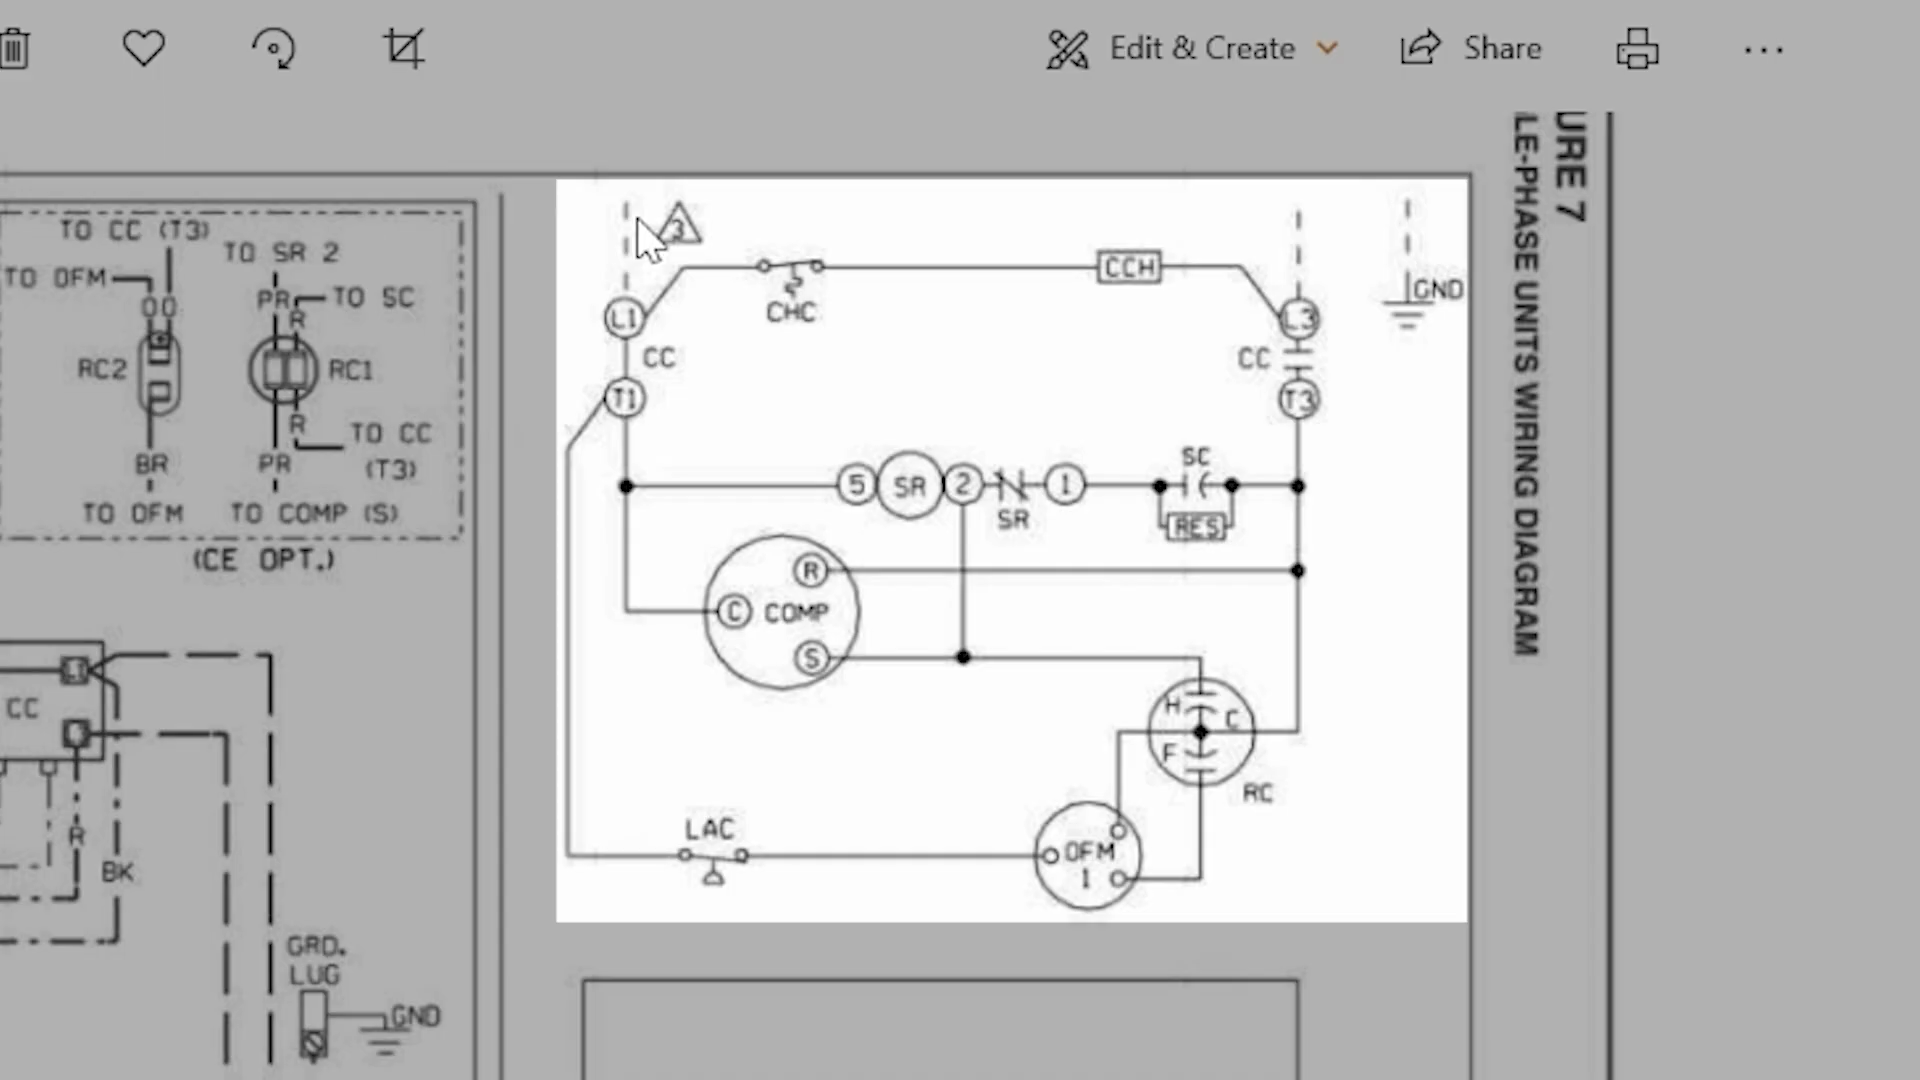 Edit & Create
Share
URE 7
LE-PHASE UNITS WIRING DIAGRAM
TO CC (T3)
TO SR 2
TO OFM
PR
TO SC
R
OO
RC2
RC1
R
TO CC
(T3)
BR
PR
TO OFM
TO COMP (S)
(CE OPT.)
3
CHC
CCH
GND
L1
L3
CC
CC
T1
T3
5
SR
2
1
SC
SR
RES
R
C
COMP
S
H
C
F
RC
LAC
OFM
1
L1
CC
R
BK
GRD.
LUG
GND